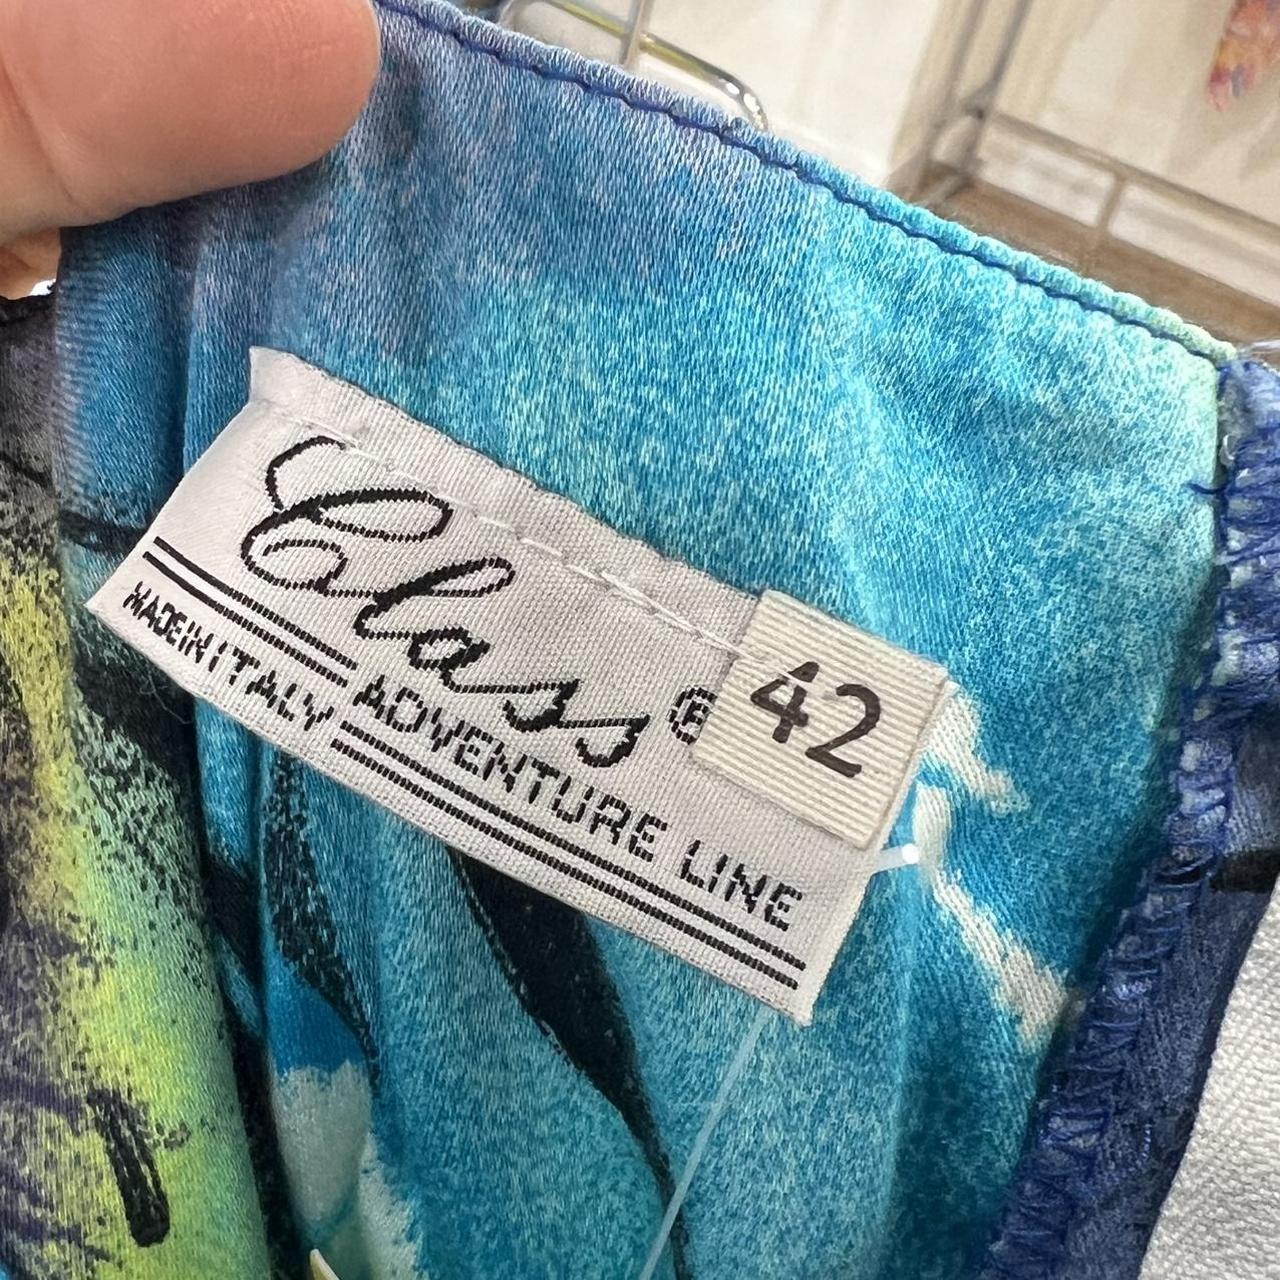 Class®
42
ADVENTURE LINE
MADE IN ITALY